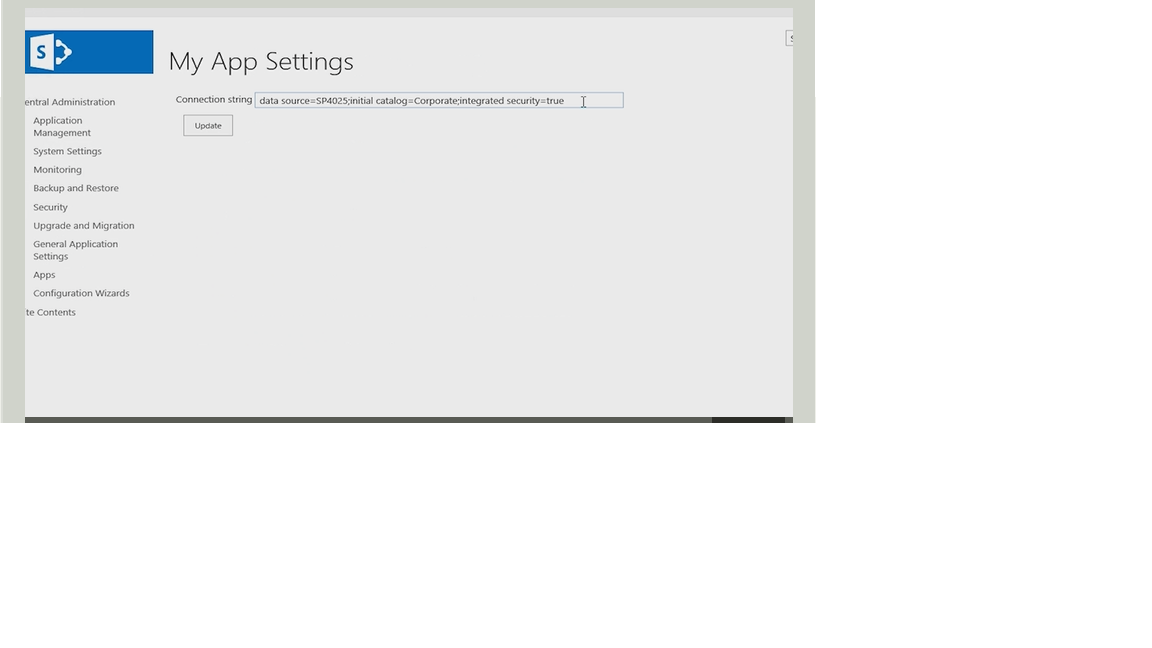 S
My App Settings
Connection string data source=SP4025;initial catalog=Corporate;integrated security=true
Update
entral Administration
Application
Management
System Settings
Monitoring
Backup and Restore
Security
Upgrade and Migration
General Application
Settings
Apps
Configuration Wizards
te Contents